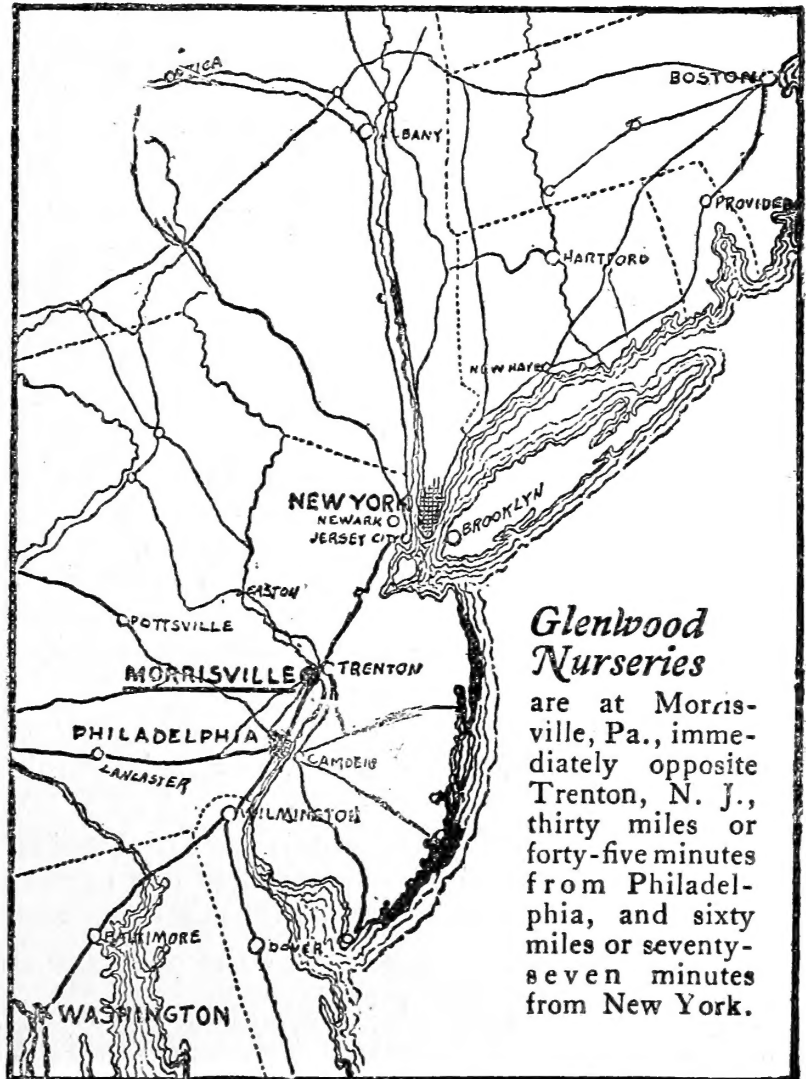 UTICA
BOSTON
BANY
PROVIDE
HARTFORD
NEW HAVE
NEW YORK
NEWARK
JERSEY CITY
BROOKLYN
EASTON
POTTSVILLE
MORRISVILLE
TRENTON
PHILADELPHIA
CAMDEN
LANCASTER
WILMINGTON
BALTIMORE
DOVER
WASHINGTON
Glenwood
Nurseries
are at Morris-
ville, Pa., imme-
diately opposite
Trenton, N. J.,
thirty miles or
forty-five minutes
from Philadel-
phia, and sixty
miles or seventy-
seven minutes
from New York.